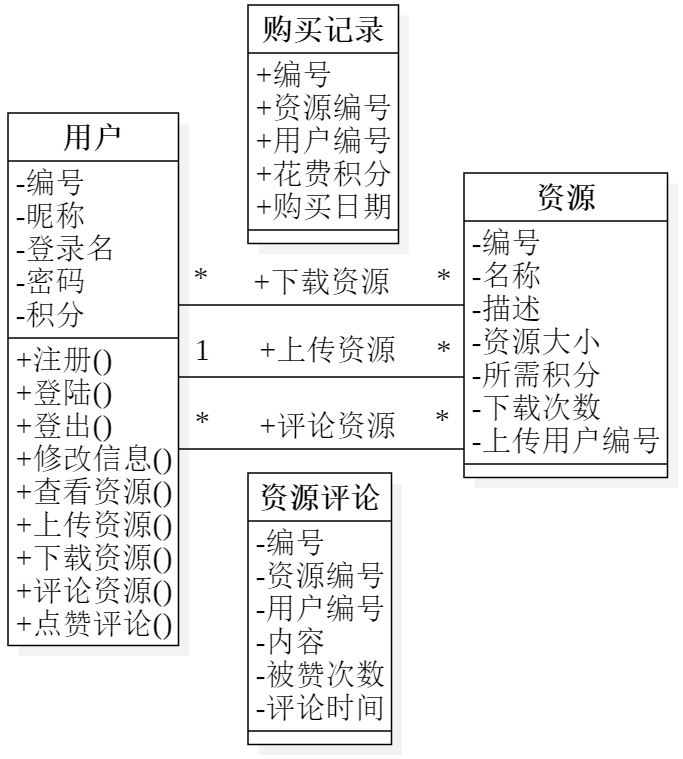 购买记录
+编号
+资源编号
+用户编号
+花费积分
+购买日期
用户
-编号
-昵称
-登录名
-密码
-积分
+注册()
+登陆()
+登出()
+修改信息()
+查看资源()
+上传资源()
+下载资源()
+评论资源()
+点赞评论()
* +下载资源 *
1 +上传资源 *
* +评论资源 *
资源
-编号
-名称
-描述
-资源大小
-所需积分
-下载次数
-上传用户编号
资源评论
-编号
-资源编号
-用户编号
-内容
-被赞次数
-评论时间